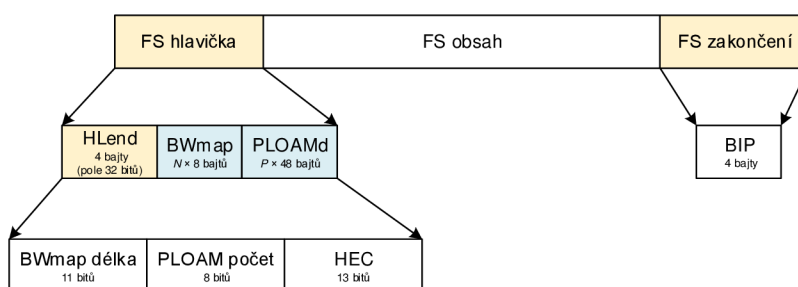 FS hlavička
FS obsah
FS zakončení
HLend
4 bajty
(pole 32 bitů)
BWmap
N × 8 bajtů
PLOAMd
P × 48 bajtů
BIP
4 bajty
BWmap délka
11 bitů
PLOAM počet
8 bitů
HEC
13 bitů